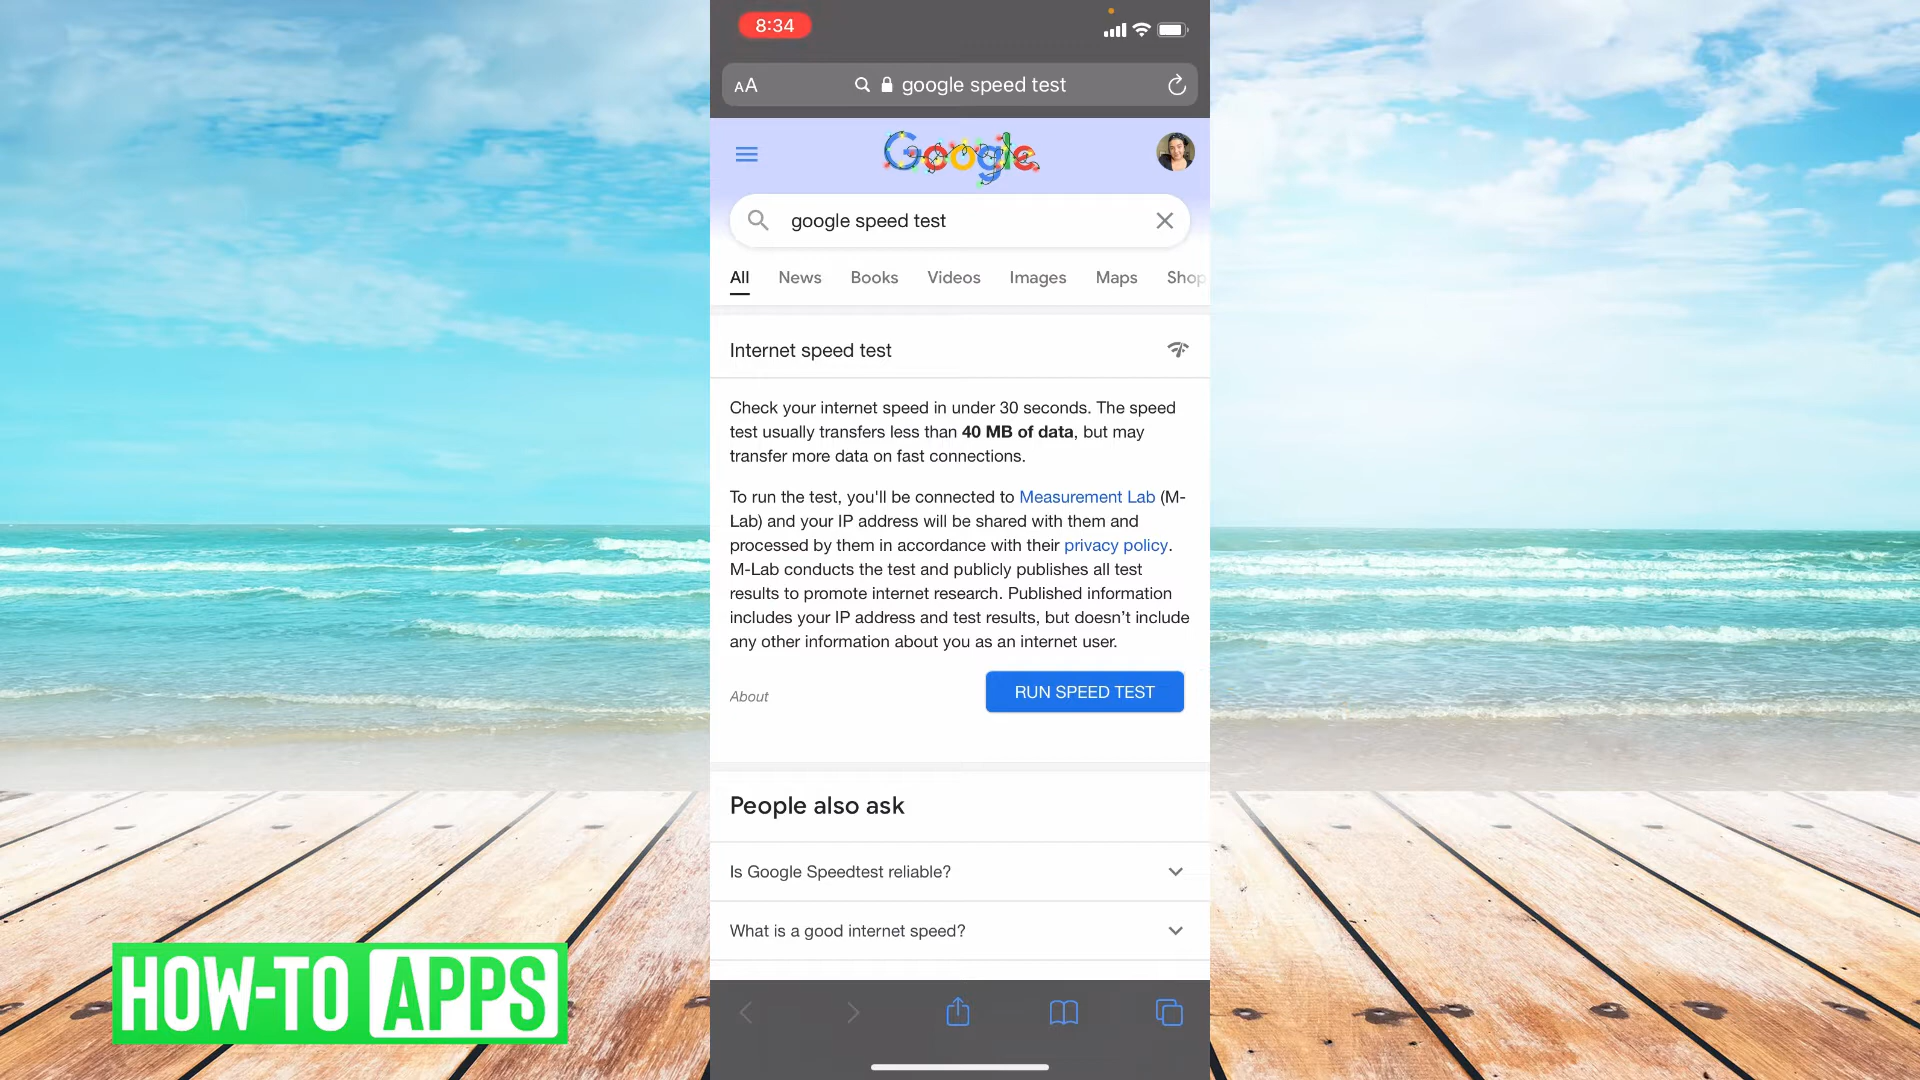 8:34
AA google speed test
Google
google speed test
All News Books Videos Images Maps Shop
Internet speed test
Check your internet speed in under 30 seconds. The speed
test usually transfers less than 40 MB of data, but may
transfer more data on fast connections.
To run the test, you'll be connected to Measurement Lab (M-
Lab) and your IP address will be shared with them and
processed by them in accordance with their privacy policy.
M-Lab conducts the test and publicly publishes all test
results to promote internet research. Published information
includes your IP address and test results, but doesn’t include
any other information about you as an internet user.
About
RUN SPEED TEST
People also ask
Is Google Speedtest reliable?
What is a good internet speed?
HOW-TO APPS